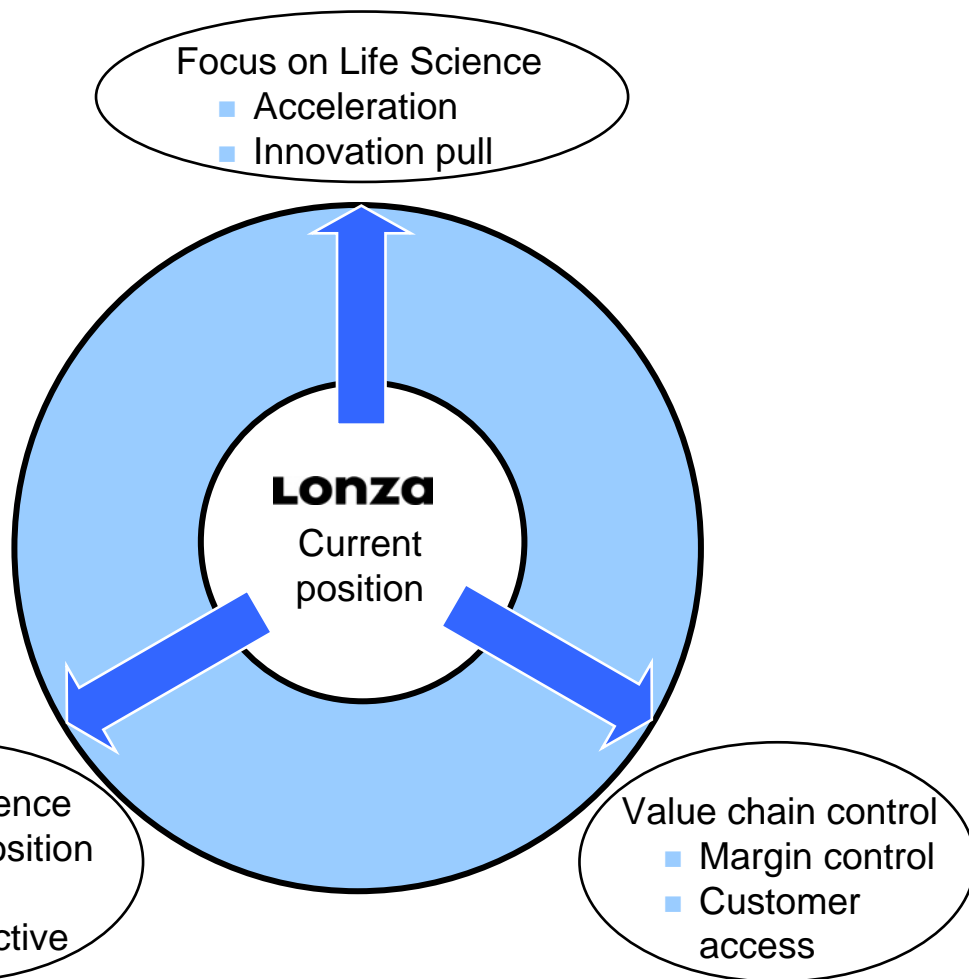 Focus on Life Science
Acceleration
Innovation pull
Lonza
Current
position
Value chain control
Margin control
Customer
access